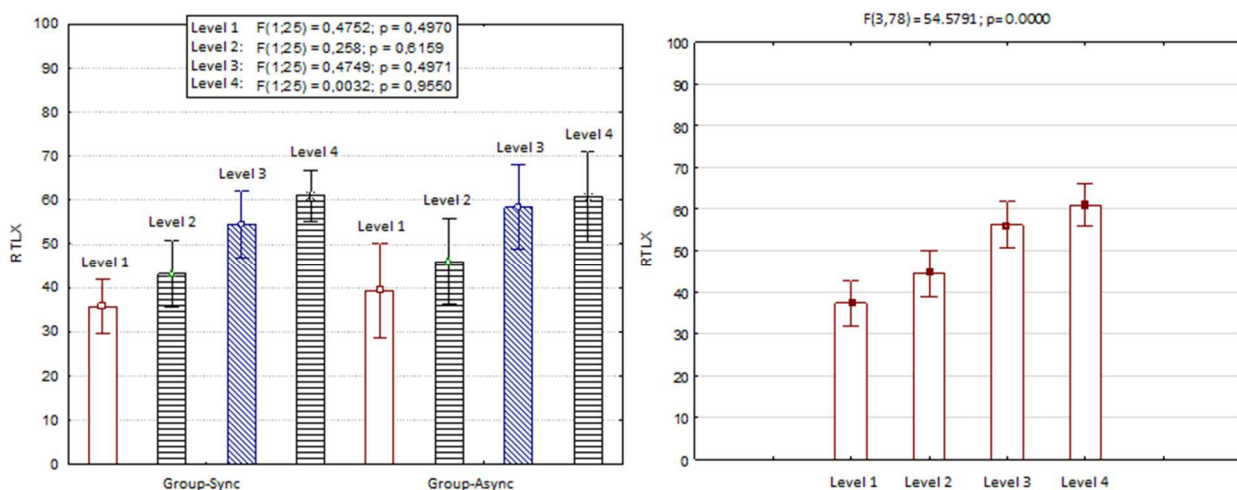 Level 1 F(1;25) = 0,4752; p = 0,4970
Level 2: F(1;25) = 0,258; p = 0,6159
Level 3: F(1;25) = 0,4749; p = 0,4971
Level 4: F(1;25) = 0,0032; p = 0,9550
100
90
80
70
60
50
40
30
20
10
0
RTLX
Level 1
Level 2
Level 3
Level 4
Level 1
Level 2
Level 3
Level 4
Group-Sync
Group-Async
F(3,78) = 54.5791; p=0.0000
100
90
80
70
60
50
40
30
20
10
0
RTLX
Level 1
Level 2
Level 3
Level 4